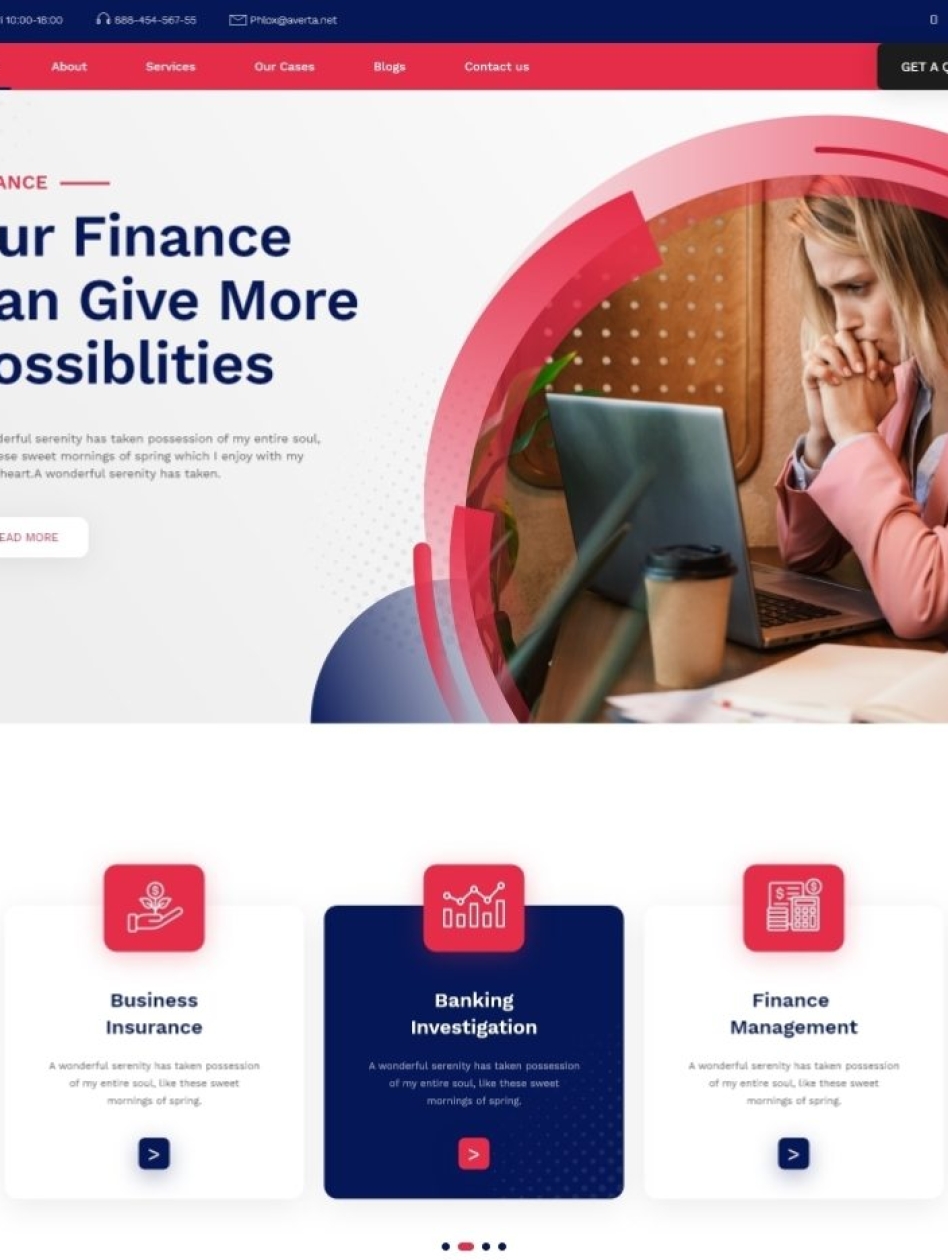 10:00-18:00 888-454-567-55 Phlox@averta.net
About Services Our Cases Blogs Contact us GET A
ANCE
ur Finance
an Give More
ossiblities
derful serenity has taken possession of my entire soul,
ese sweet mornings of spring which I enjoy with my
heart.A wonderful serenity has taken.
EAD MORE
$
$ $
Business
Insurance
Banking
Investigation
Finance
Management
A wonderful serenity has taken possession
of my entire soul, like these sweet
mornings of spring.
A wonderful serenity has taken possession
of my entire soul, like these sweet
mornings of spring.
A wonderful serenity has taken possession
of my entire soul, like these sweet
mornings of spring.
> > >